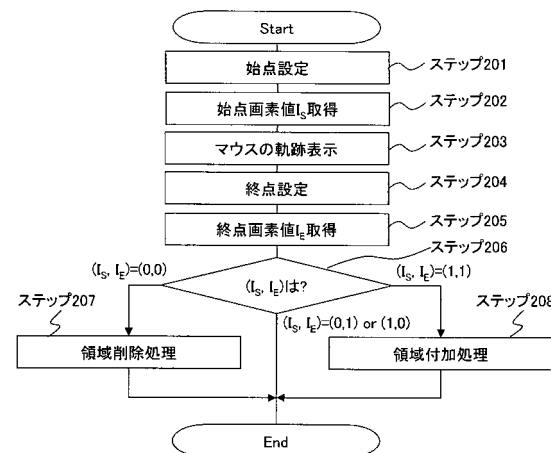 Start
始点設定
ステップ201
始点画素値I_S取得
ステップ202
マウスの軌跡表示
ステップ203
終点設定
ステップ204
終点画素値I_E取得
ステップ205
ステップ206
(I_S, I_E)=(0,0)
(I_S, I_E)は?
(I_S, I_E)=(1,1)
ステップ207
ステップ208
(I_S, I_E)=(0,1) or (1,0)
領域削除処理
領域付加処理
End